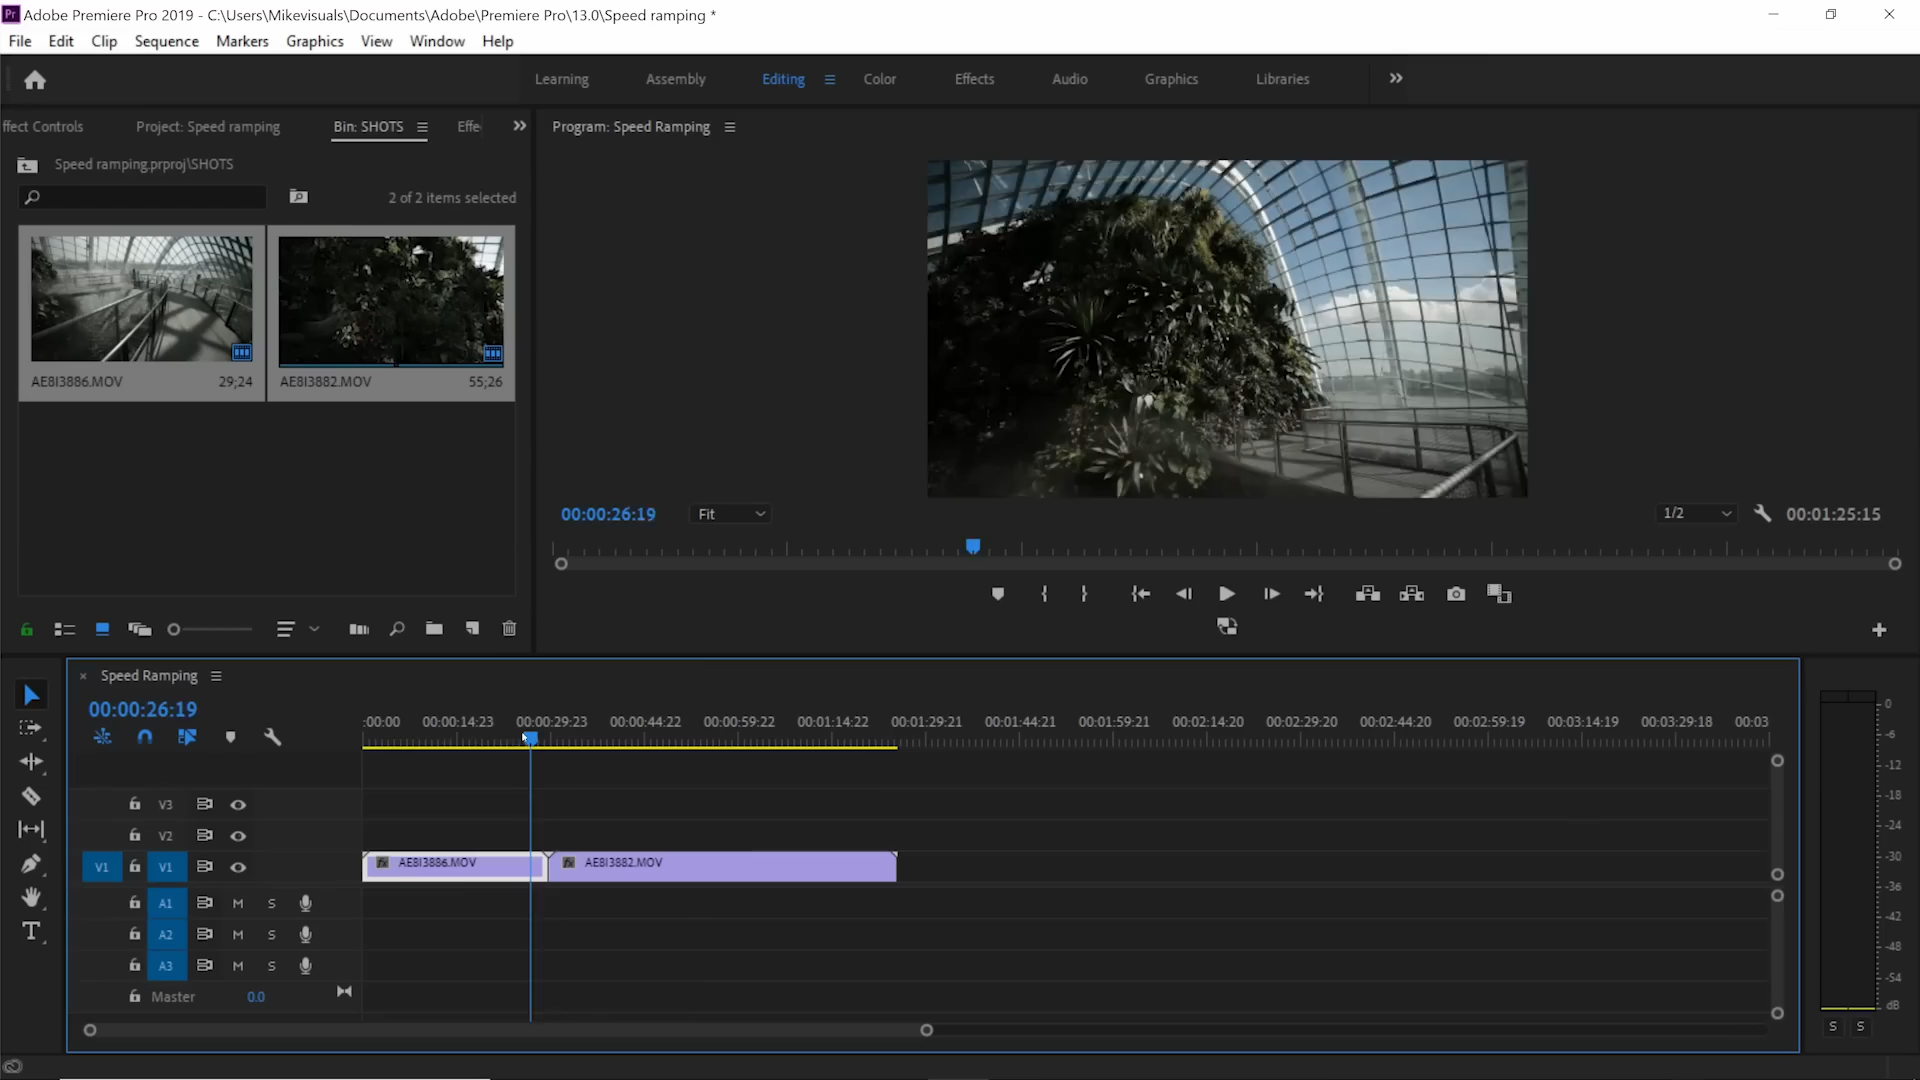 Pr Adobe Premiere Pro 2019 - C:\Users\Mikevisuals\Documents\Adobe\Premiere Pro\13.0\Speed ramping *
File Edit Clip Sequence Markers Graphics View Window Help
Learning Assembly Editing Color Effects Audio Graphics Libraries
ffect Controls Project: Speed ramping Bin: SHOTS Effe
Program: Speed Ramping
Speed ramping.prproj\SHOTS
2 of 2 items selected
AE8I3886.MOV 29;24 AE8I3882.MOV 55;26
00:00:26:19 Fit 1/2 00:01:25:15
× Speed Ramping
00:00:26:19
:00:00 00:00:14:23 00:00:29:23 00:00:44:22 00:00:59:22 00:01:14:22 00:01:29:21 00:01:44:21 00:01:59:21 00:02:14:20 00:02:29:20 00:02:44:20 00:02:59:19 00:03:14:19 00:03:29:18 00:03
V3
V2
V1 V1 fx AE8I3886.MOV fx AE8I3882.MOV
A1 M S
A2 M S
A3 M S
Master 0.0
T
0
-6
-12
-18
-24
-30
-36
-42
-48
-54
dB
S S